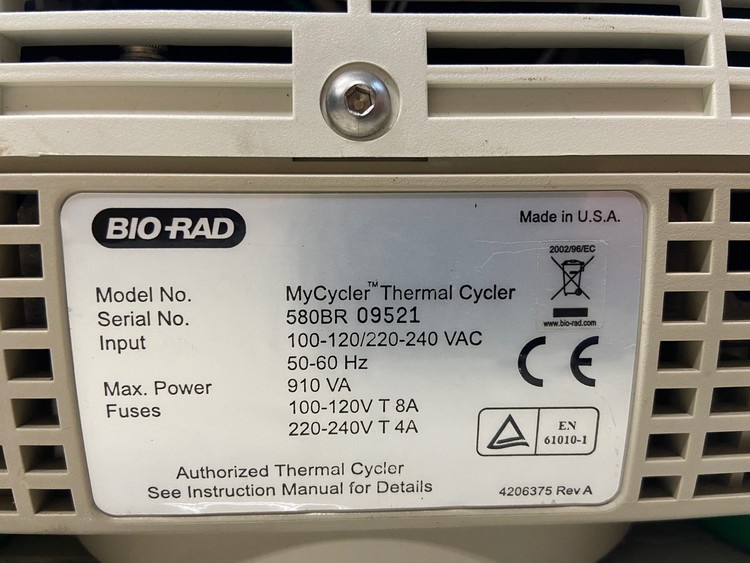 BIO-RAD
Made in U.S.A.
2002/96/EC
www.bio-rad.com
Model No. MyCycler™ Thermal Cycler
Serial No. 580BR 09521
Input 100-120/220-240 VAC
50-60 Hz
Max. Power 910 VA
Fuses 100-120V T 8A
220-240V T 4A
CE
EN
61010-1
Authorized Thermal Cycler
See Instruction Manual for Details
4206375 Rev A